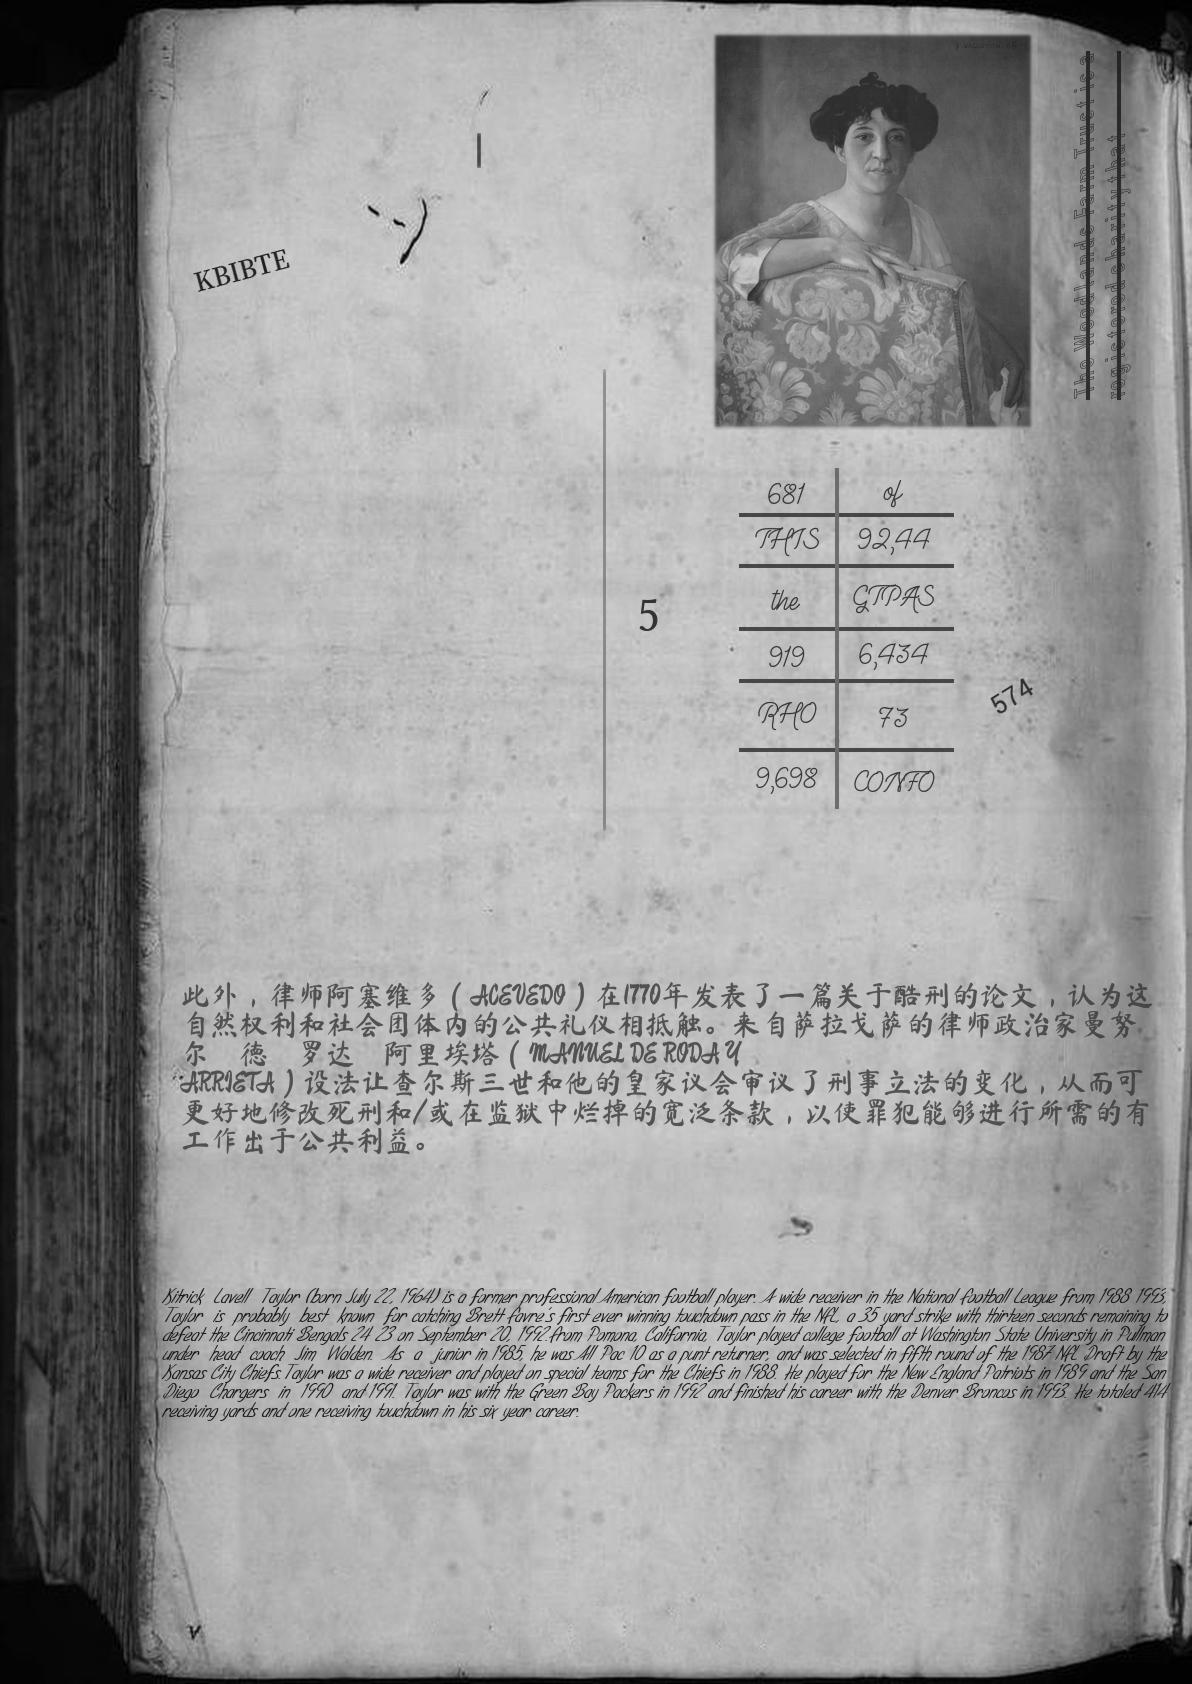 KBIBTE
The Woodlands Farm Trust is a
registered charity that
681 of
THIS 92,44
the GTPAS
5
919 6,434
574
RHO 73
9,698 CONFO
此外，律师阿塞维多（ACEVEDO）在1770年发表了一篇关于酷刑的论文，认为这
自然权利和社会团体内的公共礼仪相抵触。来自萨拉戈萨的律师政治家曼努
尔 德 罗达 阿里埃塔（MANUEL DE RODA Y
ARRIETA）设法让查尔斯三世和他的皇家议会审议了刑事立法的变化，从而可
更好地修改死刑和/或在监狱中烂掉的宽泛条款，以使罪犯能够进行所需的有
工作出于公共利益。
Kitrick Lavell Taylor (born July 22, 1964) is a former professional American football player. A wide receiver in the National Football League from 1988 1993,
Taylor is probably best known for catching Brett Favre's first ever winning touchdown pass in the NFL, a 35 yard strike with thirteen seconds remaining to
defeat the Cincinnati Bengals 24 23 on September 20, 1992.From Pomona, California, Taylor played college football at Washington State University in Pullman
under head coach Jim Walden. As a junior in 1985, he was All Pac 10 as a punt returner, and was selected in fifth round of the 1987 NFL Draft by the
Kansas City Chiefs.Taylor was a wide receiver and played on special teams for the Chiefs in 1988. He played for the New England Patriots in 1989 and the San
Diego Chargers in 1990 and 1991. Taylor was with the Green Bay Packers in 1992 and finished his career with the Denver Broncos in 1993. He totaled 414
receiving yards and one receiving touchdown in his six year career.